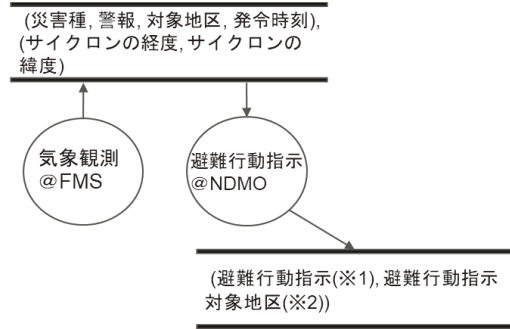 (災害種, 警報, 対象地区, 発令時刻),
(サイクロンの経度, サイクロンの
緯度)
気象観測
@FMS
避難行動指示
@NDMO
(避難行動指示(※1), 避難行動指示
対象地区(※2))